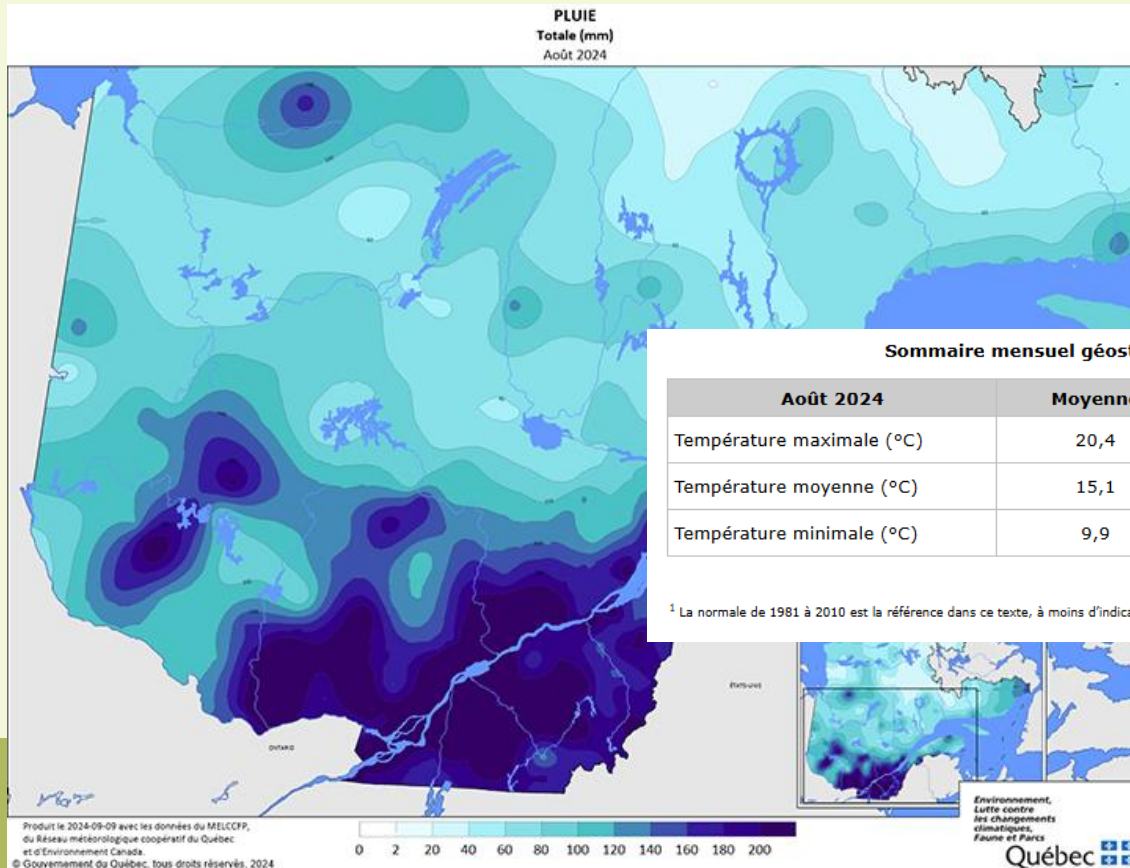 PLUIE
Totale (mm)
Août 2024
Sommaire mensuel géost
Août 2024 Moyenne
Température maximale (°C) 20,4
Température moyenne (°C) 15,1
Température minimale (°C) 9,9
1 La normale de 1981 à 2010 est la référence dans ce texte, à moins d'indica
ÉTATS-UNIS
ONTARIO
Produit le 2024-09-09 avec les données du MELCCFP,
du Réseau météorologique coopératif du Québec
et d'Environnement Canada.
© Gouvernement du Québec, tous droits réservés, 2024
0 2 20 40 60 80 100 120 140 160 180 200
Environnement,
Lutte contre
les changements
climatiques,
Faune et Parcs
Québec